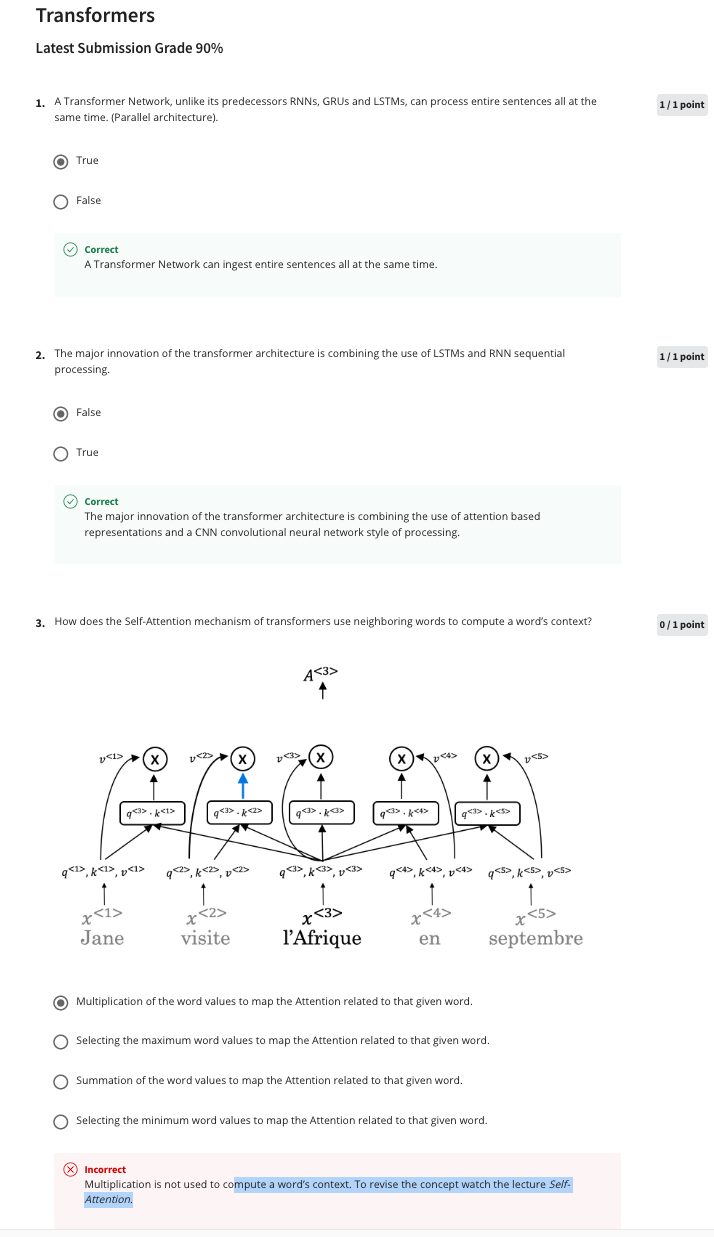 Transformers
Latest Submission Grade 90%
1. A Transformer Network, unlike its predecessors RNNs, GRUs and LSTMs, can process entire sentences all at the
same time. (Parallel architecture).
1 / 1 point
True
False
Correct
A Transformer Network can ingest entire sentences all at the same time.
2. The major innovation of the transformer architecture is combining the use of LSTMs and RNN sequential
processing.
1 / 1 point
False
True
Correct
The major innovation of the transformer architecture is combining the use of attention based
representations and a CNN convolutional neural network style of processing.
3. How does the Self-Attention mechanism of transformers use neighboring words to compute a word's context?
0 / 1 point
A<3>
v<1> X v<2> X v<3> X X v<4> X v<5>
q<3> · k<1> q<3> · k<2> q<3> · k<3> q<3> · k<4> q<3> · k<5>
q<1>, k<1>, v<1> q<2>, k<2>, v<2> q<3>, k<3>, v<3> q<4>, k<4>, v<4> q<5>, k<5>, v<5>
x<1> x<2> x<3> x<4> x<5>
Jane visite l'Afrique en septembre
Multiplication of the word values to map the Attention related to that given word.
Selecting the maximum word values to map the Attention related to that given word.
Summation of the word values to map the Attention related to that given word.
Selecting the minimum word values to map the Attention related to that given word.
Incorrect
Multiplication is not used to compute a word's context. To revise the concept watch the lecture Self-
Attention.